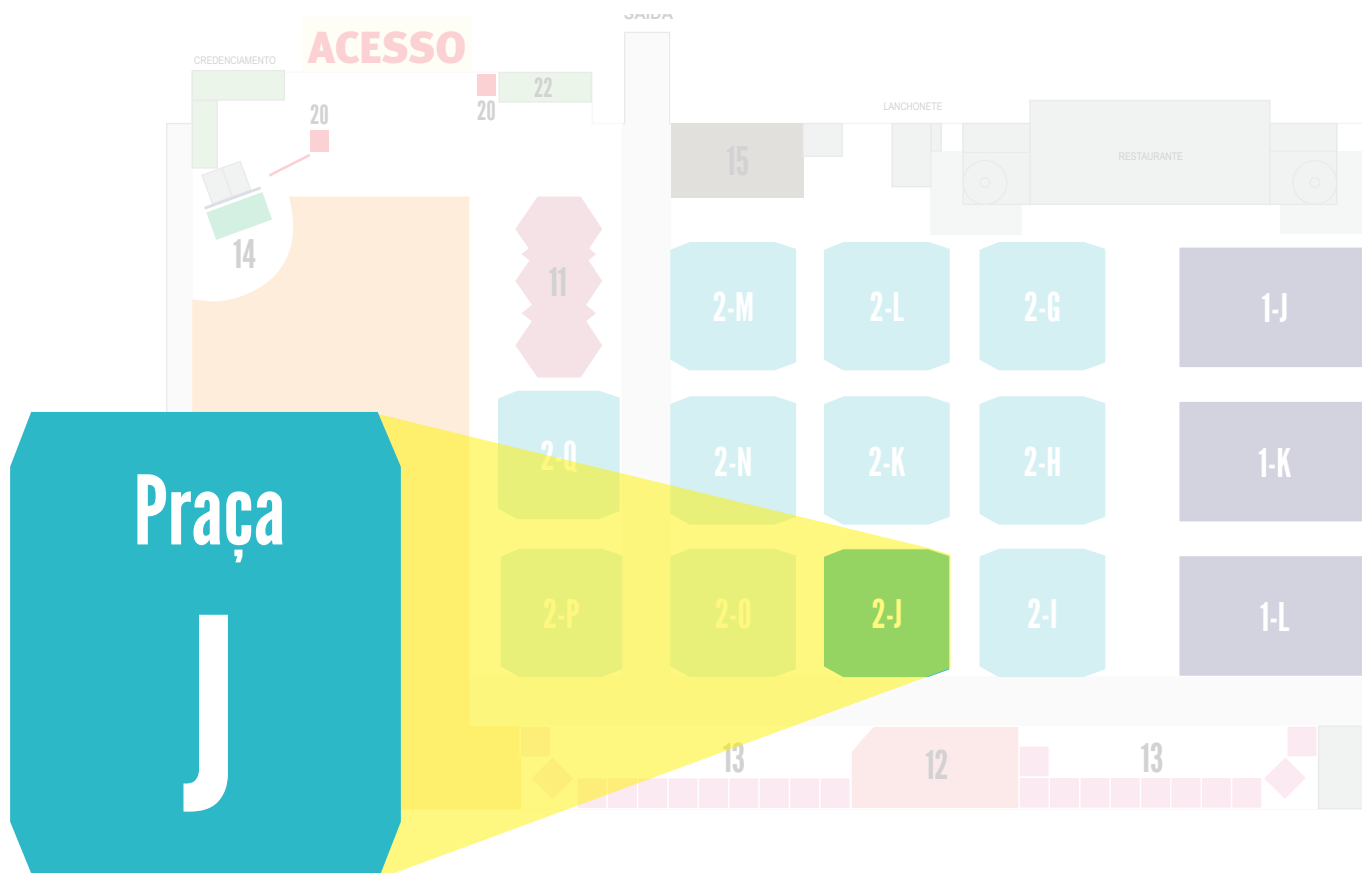 SAÍDA
CREDENCIAMENTO
ACESSO
22
20
20
LANCHONETE
15
RESTAURANTE
14
11
2-M
2-L
2-G
1-J
2-Q
2-N
2-K
2-H
1-K
Praça
J
2-P
2-O
2-J
2-I
1-L
13
12
13